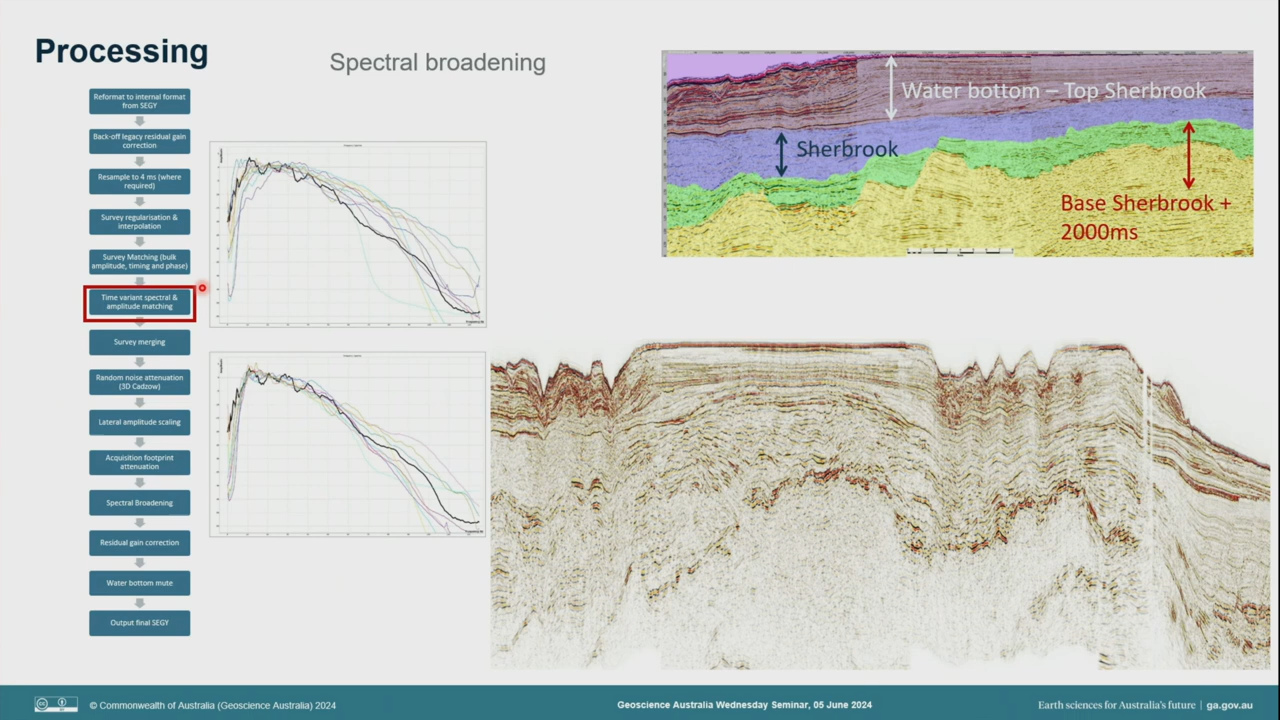 Processing
Spectral broadening
Reformat to internal format
from SEGY
Back-off legacy residual gain
correction
Resample to 4 ms (where
required)
Survey regularisation &
interpolation
Survey Matching (bulk
amplitude, timing and phase)
Time variant spectral &
amplitude matching
Survey merging
Random noise attenuation
(3D Cadzow)
Lateral amplitude scaling
Acquisition footprint
attenuation
Spectral Broadening
Residual gain correction
Water bottom mute
Output final SEGY
Water bottom – Top Sherbrook
Sherbrook
Base Sherbrook +
2000ms
© Commonwealth of Australia (Geoscience Australia) 2024
Geoscience Australia Wednesday Seminar, 05 June 2024
Earth sciences for Australia's future | ga.gov.au